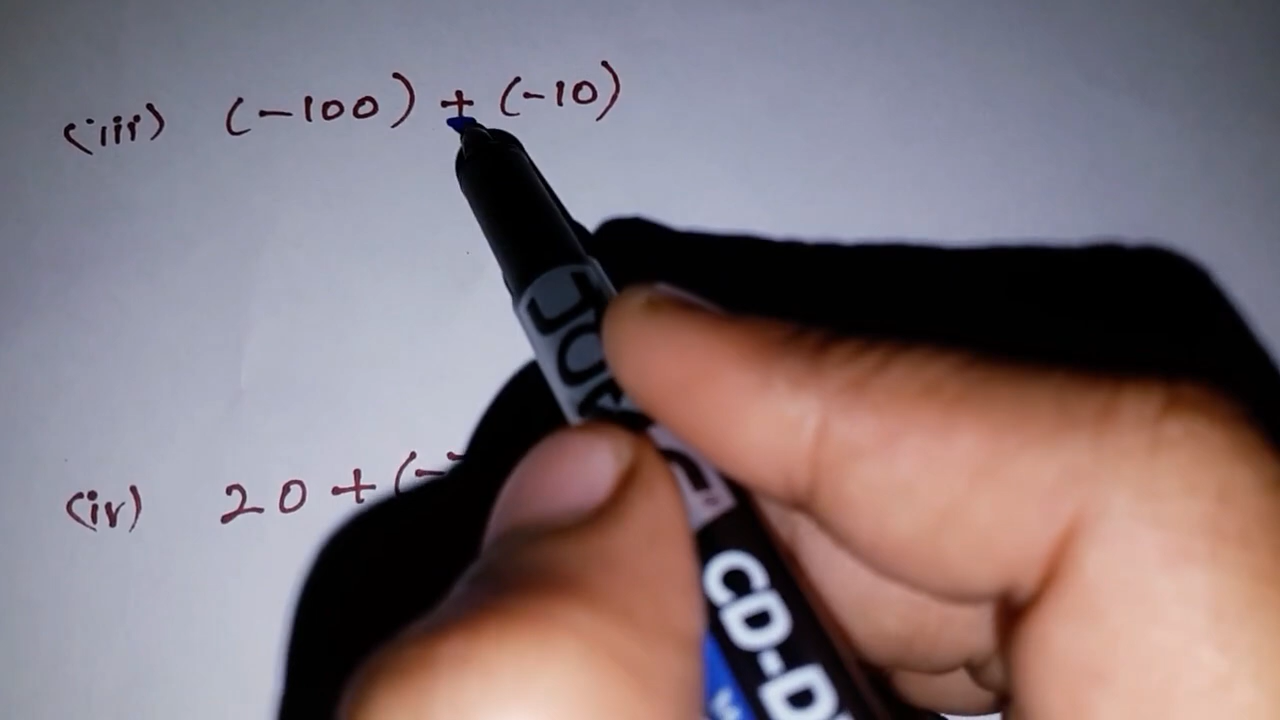 (iii) (-100) + (-10)
(iv) 20 + (-
CD-D